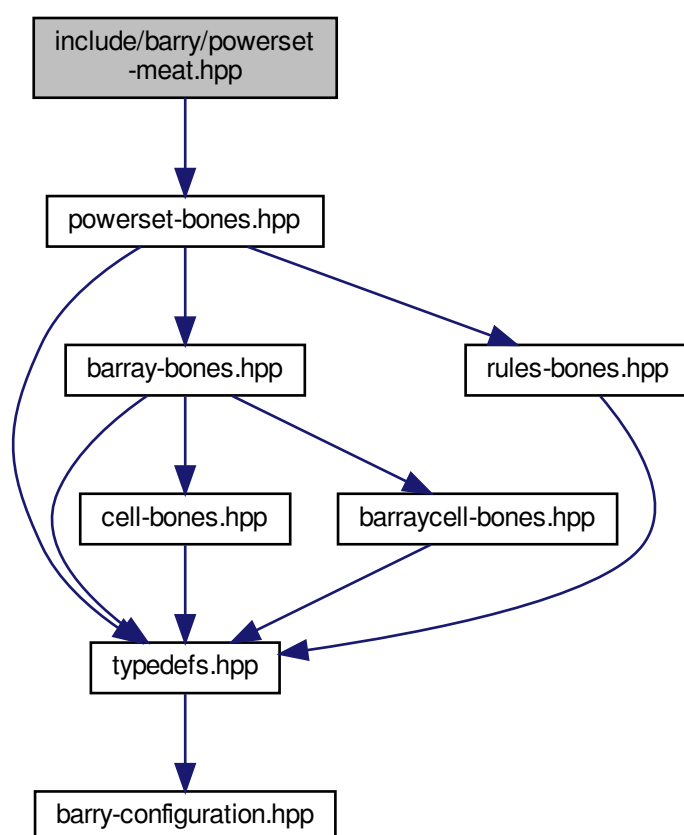 include/barry/powerset
-meat.hpp
powerset-bones.hpp
barray-bones.hpp
rules-bones.hpp
cell-bones.hpp
barraycell-bones.hpp
typedefs.hpp
barry-configuration.hpp